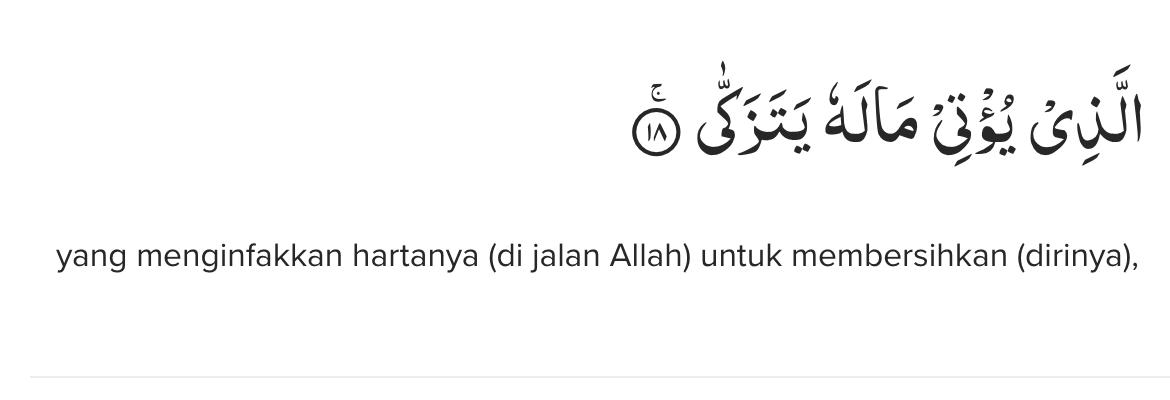 الَّذِيْ يُؤْتِيْ مَالَهٗ يَتَزَكّٰىۚ ۝١٨
yang menginfakkan hartanya (di jalan Allah) untuk membersihkan (dirinya),